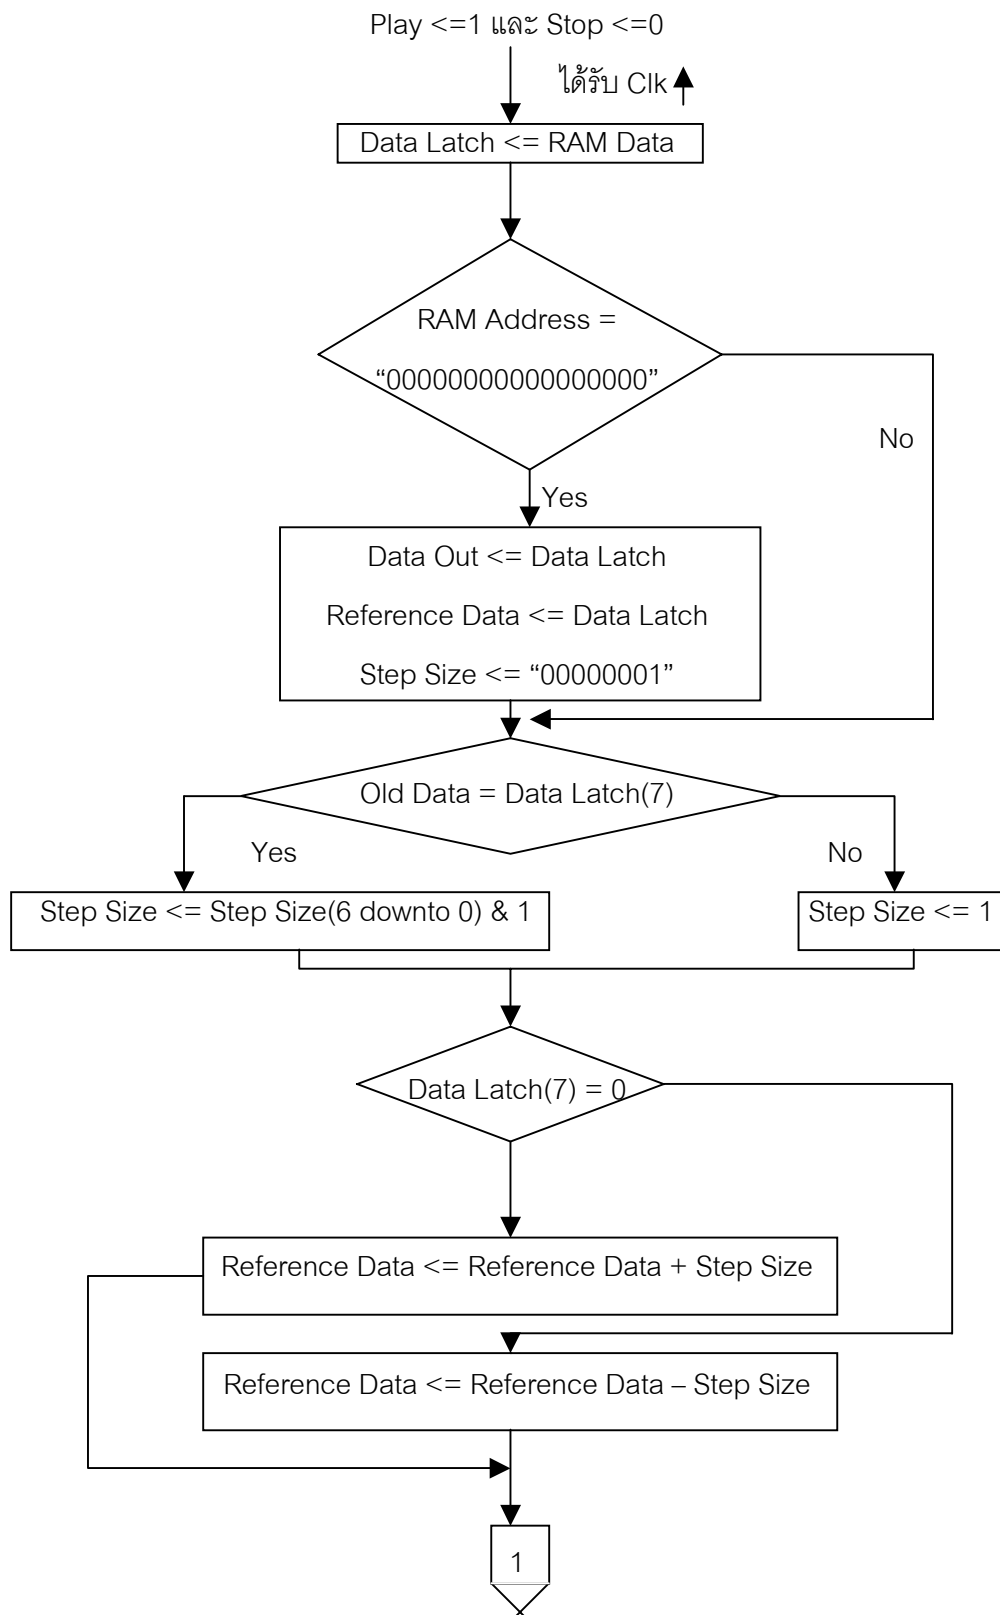 Play <=1 และ Stop <=0
ได้รับ Clk
Data Latch <= RAM Data
RAM Address =
“00000000000000000”
No
Yes
Data Out <= Data Latch
Reference Data <= Data Latch
Step Size <= “00000001”
Old Data = Data Latch(7)
Yes
No
Step Size <= Step Size(6 downto 0) & 1
Step Size <= 1
Data Latch(7) = 0
Reference Data <= Reference Data + Step Size
Reference Data <= Reference Data – Step Size
1